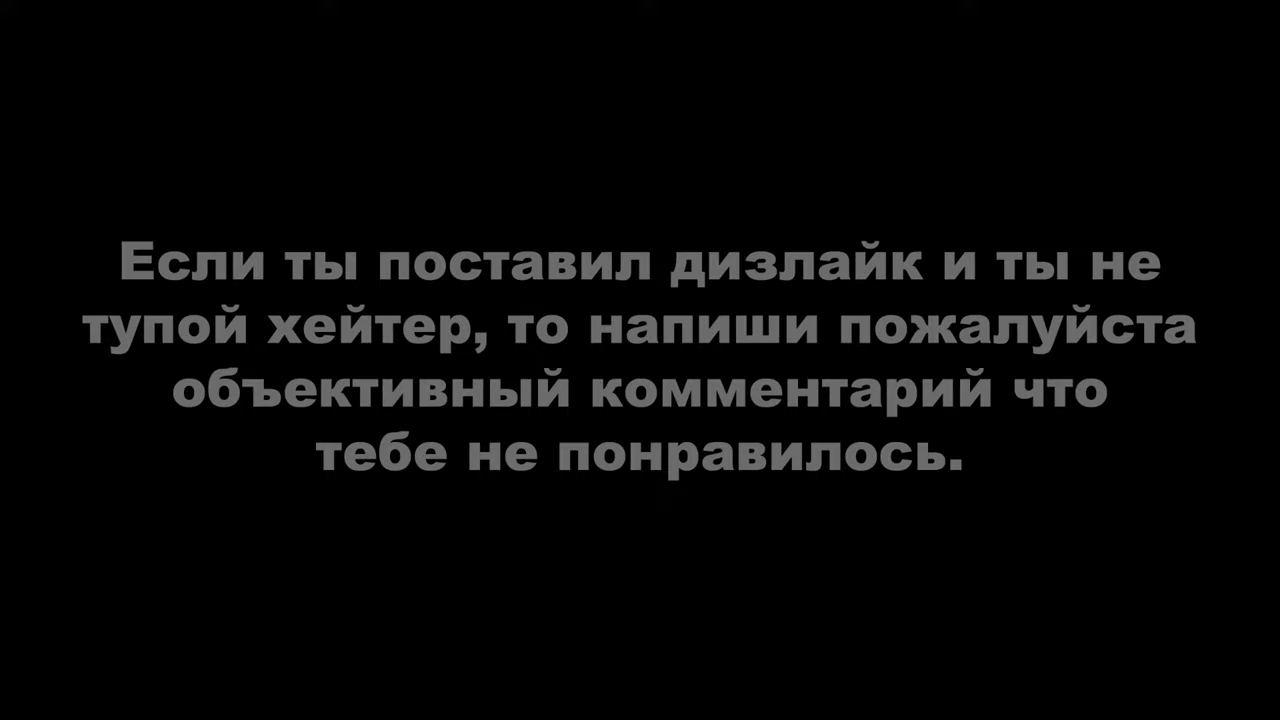 Если ты поставил дизлайк и ты не
тупой хейтер, то напиши пожалуйста
объективный комментарий что
тебе не понравилось.